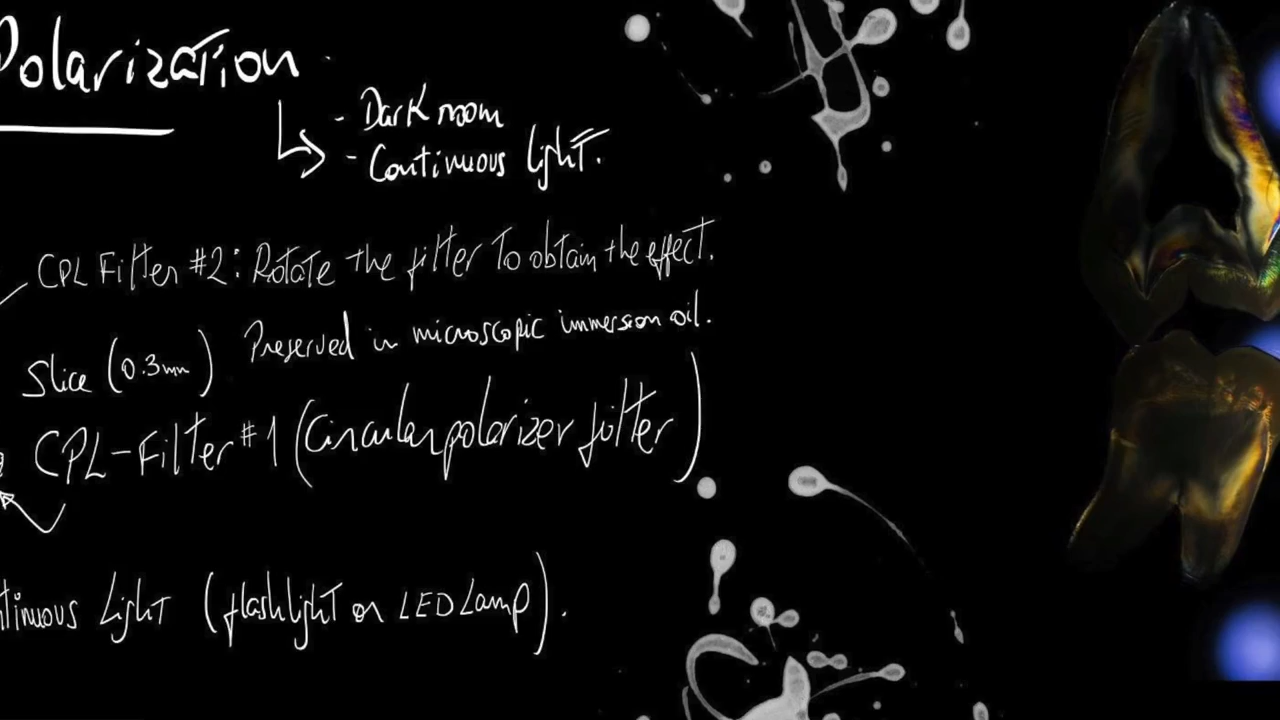 Polarization
- Dark room
- Continuous light.
CPL Filter #2: Rotate the filter to obtain the effect.
Slice (0.3mm) Preserved in microscopic immersion oil.
CPL-Filter #1 (Circular polarizer filter)
tinuous Light (flashlight or LED Lamp).